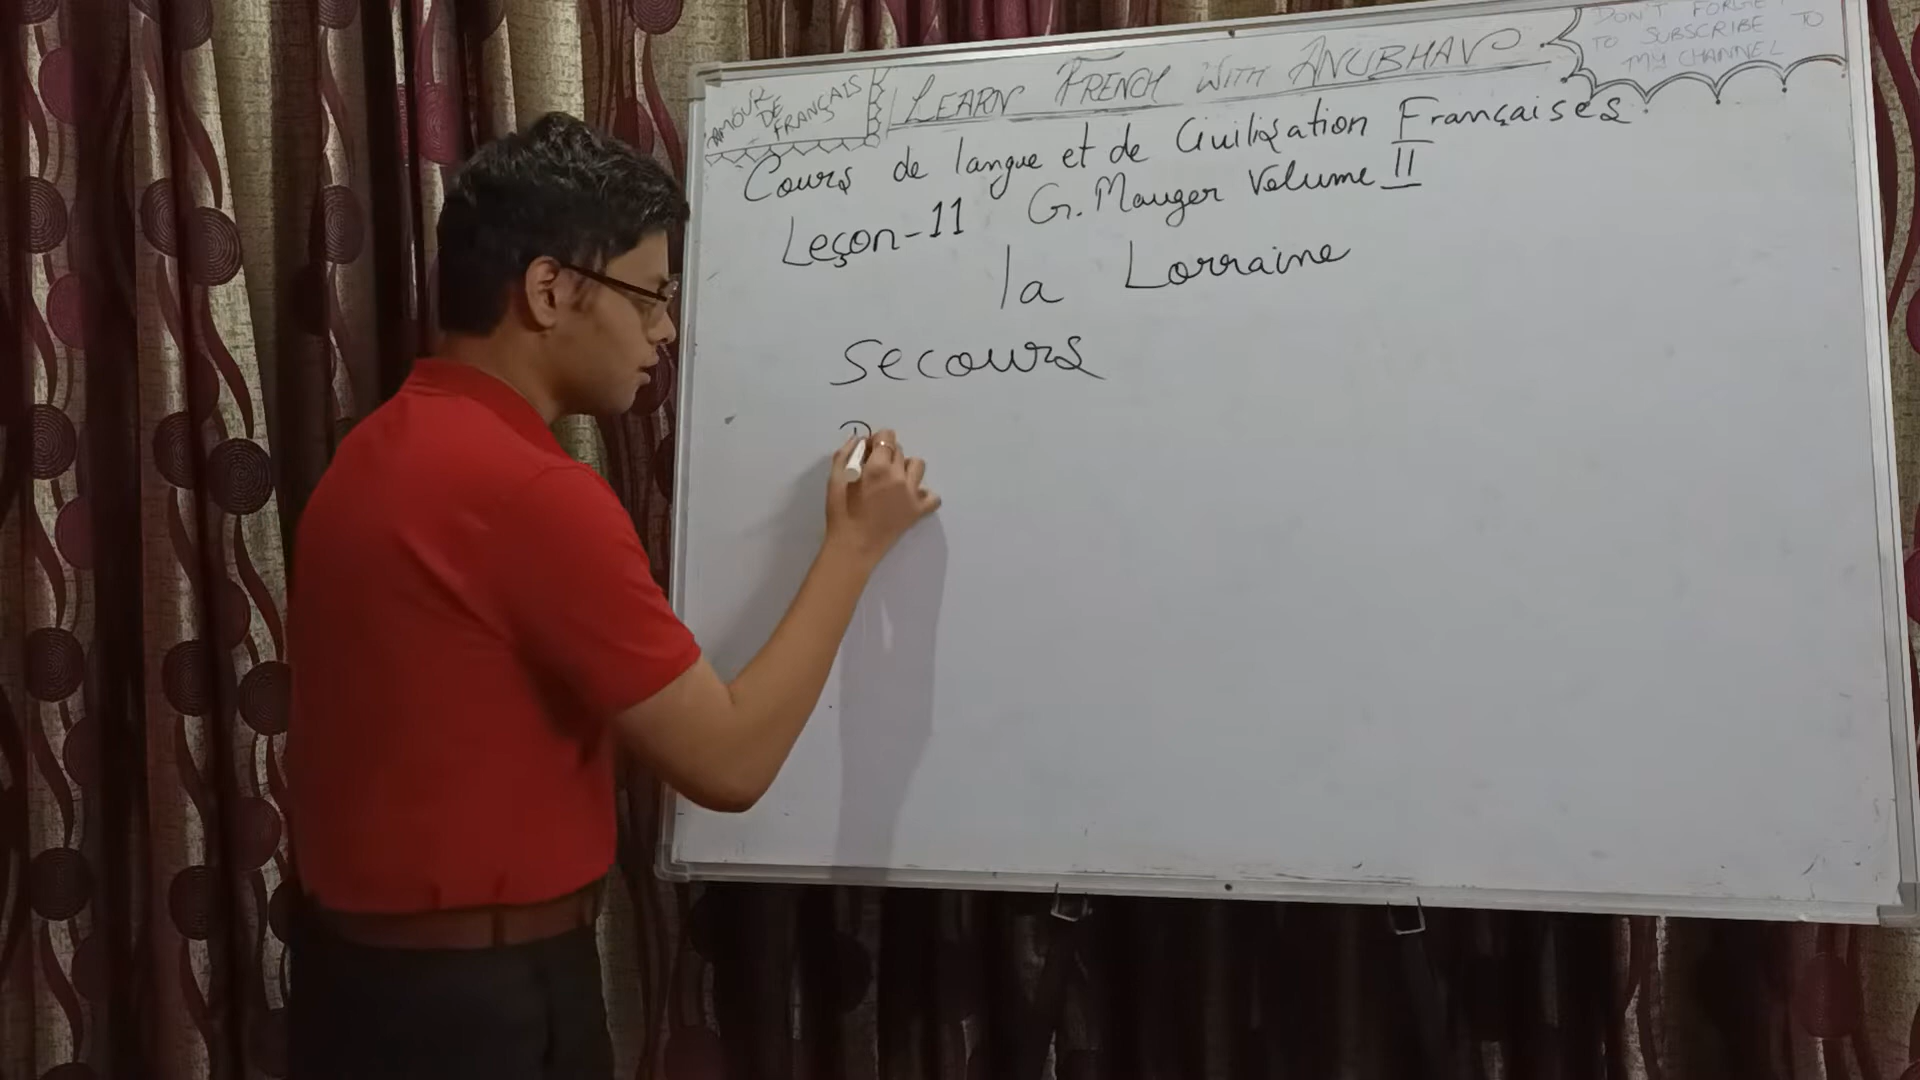 AMOUR
DE
FRANÇAIS
LEARN FRENCH WITH ANUBHAV
DON'T FORGET
TO SUBSCRIBE TO
MY CHANNEL
Cours de langue et de Civilisation Françaises.
Leçon-11 G. Mauger Volume II
la Lorraine
Secours